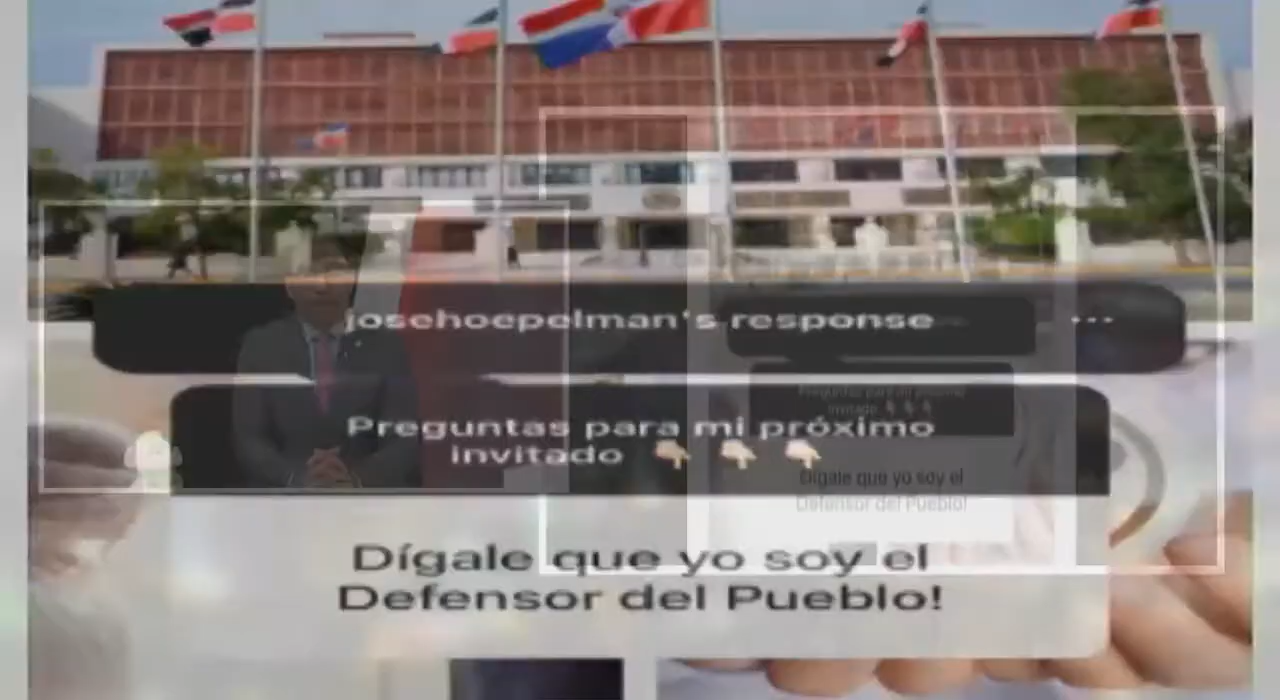 josehoepelman's response
...
Preguntas para mi próximo
invitado 👇🏼 👇🏼 👇🏼
Dígale que yo soy el
Defensor del Pueblo!
Preguntas para mi próximo
invitado 👇🏼 👇🏼 👇🏼
Dígale que yo soy el
Defensor del Pueblo!